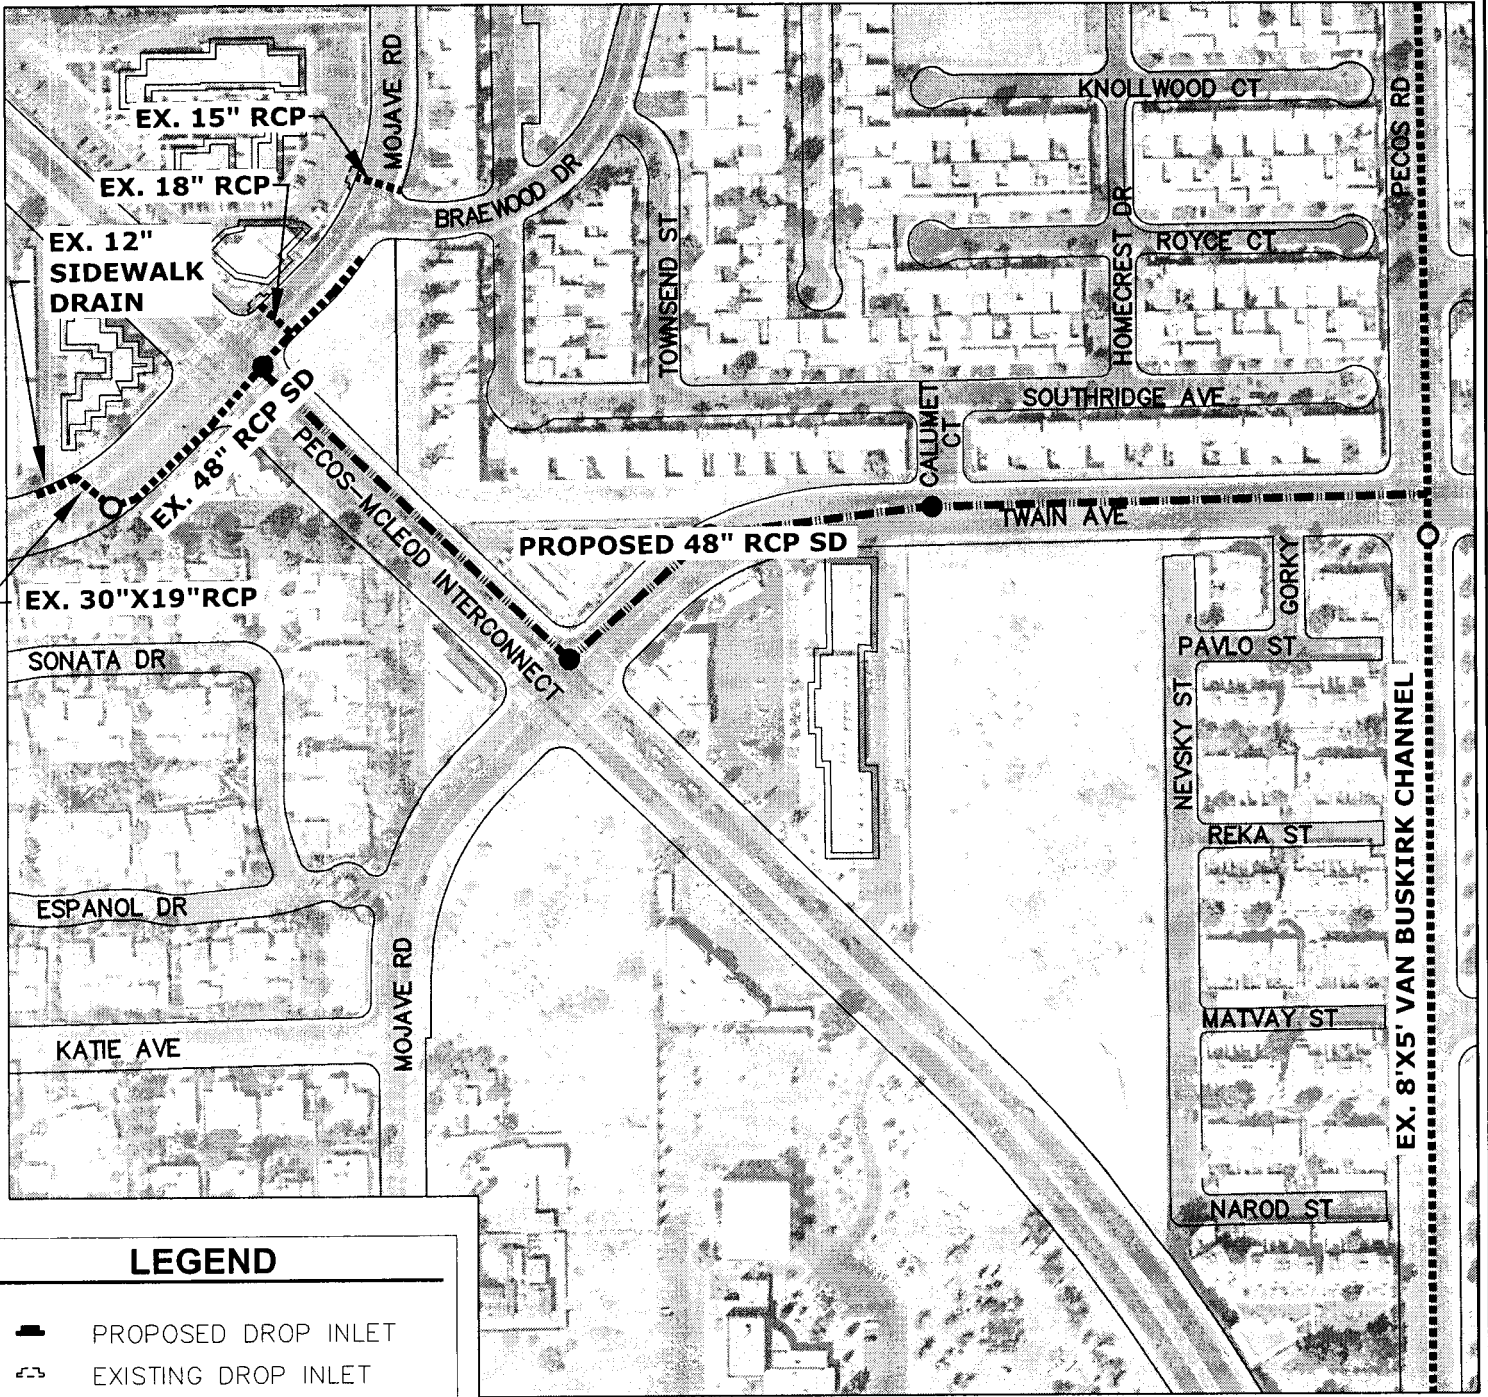 MOJAVE RD
KNOLLWOOD CT
PECOS RD
EX. 15" RCP
EX. 18" RCP
BRAEWOOD DR
EX. 12"
SIDEWALK
DRAIN
TOWNSEND ST
HOMECREST DR
ROYCE CT
SOUTHRIDGE AVE
CALUMET
CT
EX. 48" RCP SD
PECOS-MCLEOD INTERCONNECT
TWAIN AVE
PROPOSED 48" RCP SD
EX. 30"X19"RCP
GORKY
SONATA DR
PAVLO ST
NEVSKY ST
REKA ST
EX. 8'X5' VAN BUSKIRK CHANNEL
ESPANOL DR
MOJAVE RD
MATVAY ST
KATIE AVE
NAROD ST
LEGEND
PROPOSED DROP INLET
EXISTING DROP INLET